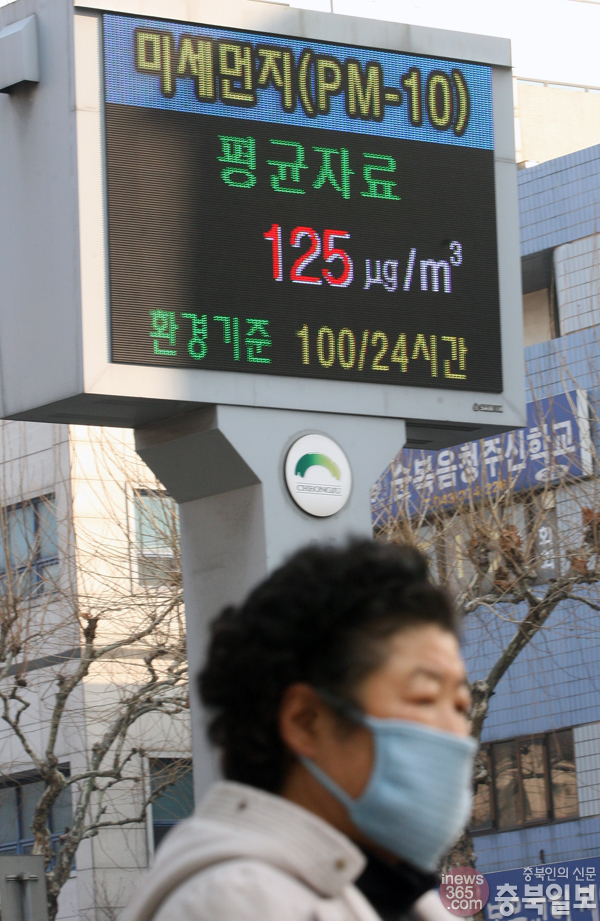 미세먼지(PM-10)
평균자료
125 µg/m³
환경기준 100/24시간
CHEONGJU
순복음청주신학교
inews365.com
충북인의 신문
충북일보